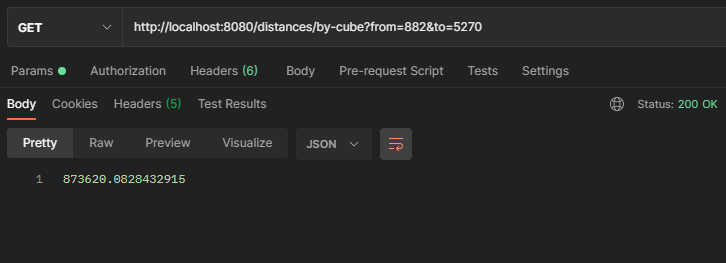 GET http://localhost:8080/distances/by-cube?from=882&to=5270
Params Authorization Headers (6) Body Pre-request Script Tests Settings
Body Cookies Headers (5) Test Results Status: 200 OK
Pretty Raw Preview Visualize JSON
1 873620.0828432915